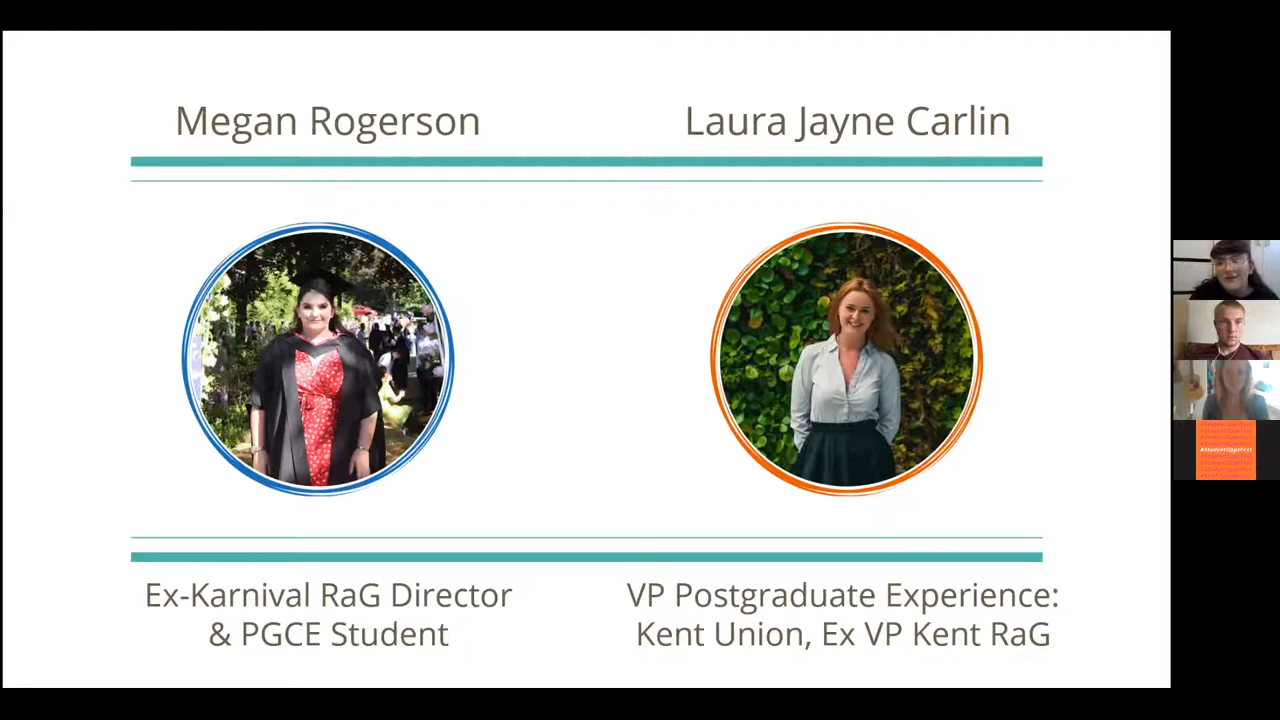 Megan Rogerson
Laura Jayne Carlin
Ex-Karnival RaG Director
& PGCE Student
VP Postgraduate Experience:
Kent Union, Ex VP Kent RaG
#StudentOppsFest